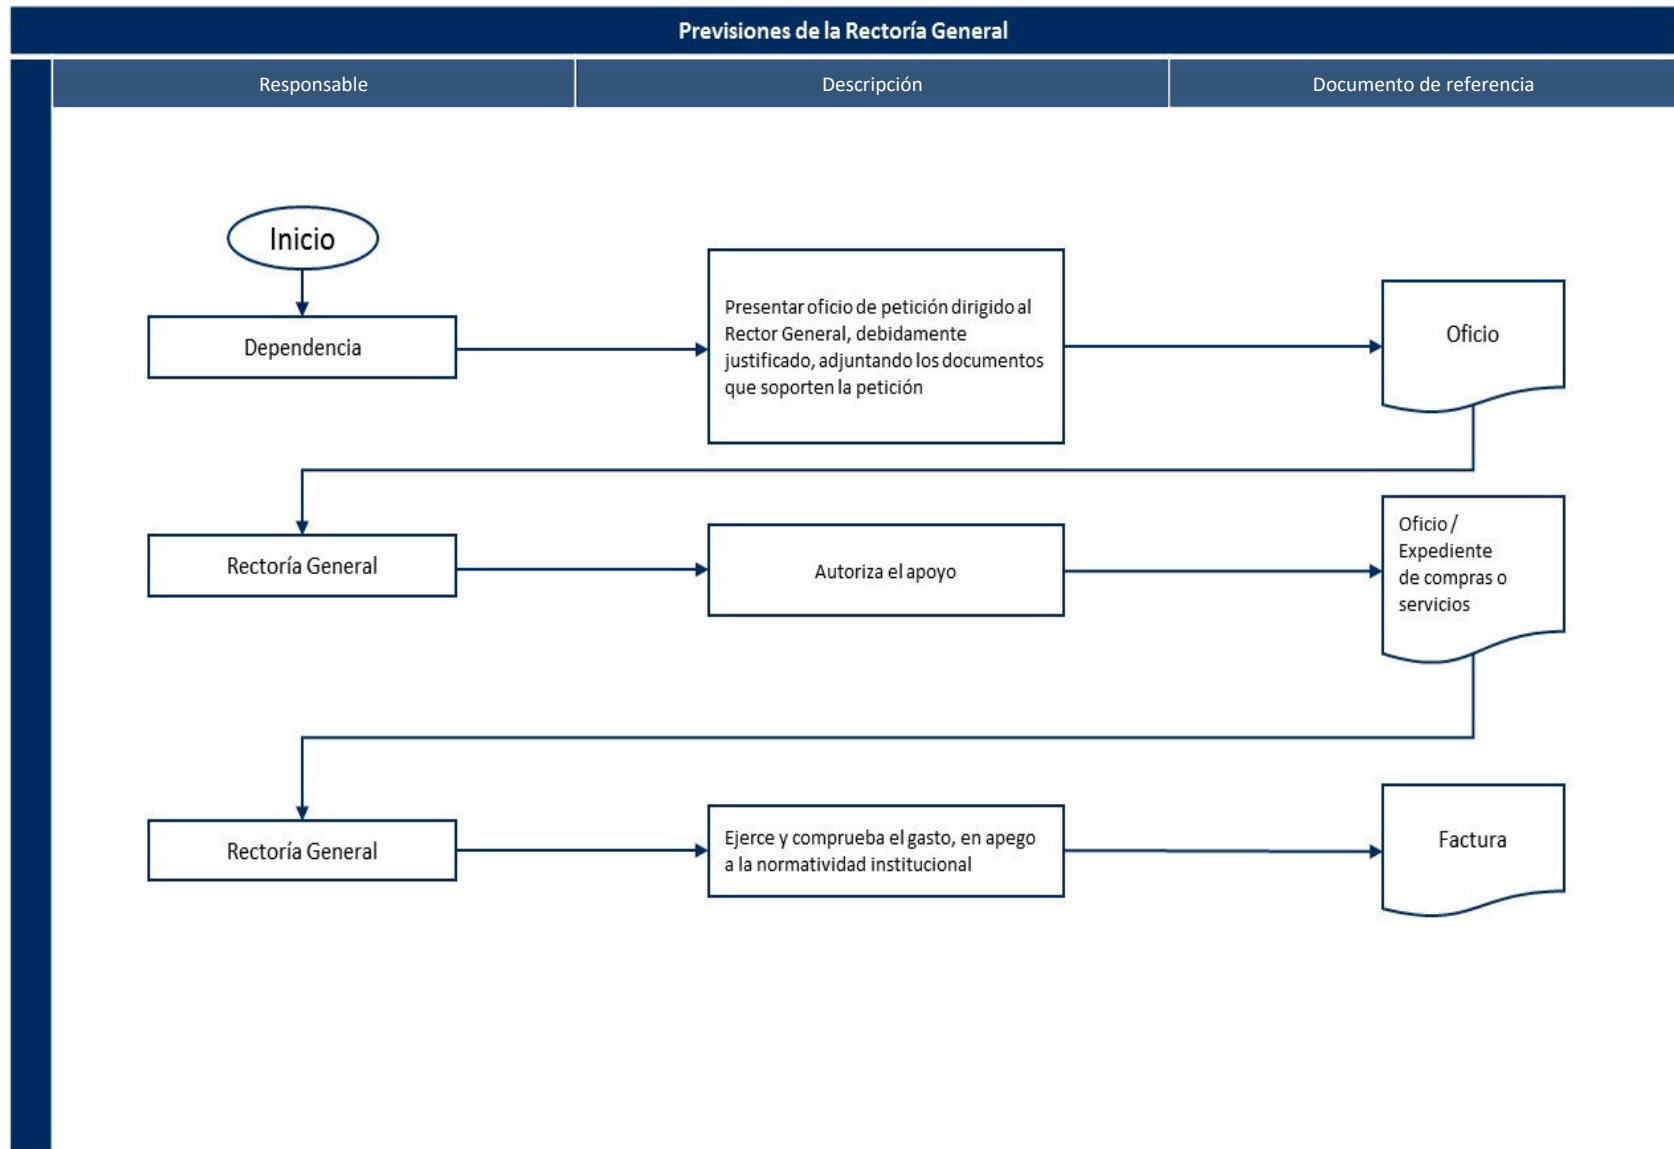 Previsiones de la Rectoría General
Responsable
Descripción
Documento de referencia
Inicio
Dependencia
Presentar oficio de petición dirigido al
Rector General, debidamente
justificado, adjuntando los documentos
que soporten la petición
Oficio
Rectoría General
Autoriza el apoyo
Oficio /
Expediente
de compras o
servicios
Rectoría General
Ejerce y comprueba el gasto, en apego
a la normatividad institucional
Factura